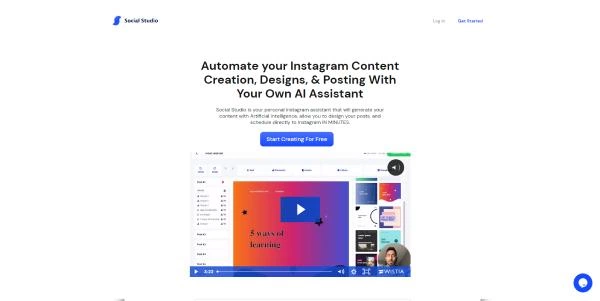 Social Studio
Log in
Get Started
Automate your Instagram Content
Creation, Designs, & Posting With
Your Own AI Assistant
Social Studio is your personal instagram assistant that will generate your
content with Artificial Intelligence, allow you to design your posts, and
schedule directly to Instagram IN MINUTES.
Start Creating For Free
5 ways of
learning
3:23
WISTIA